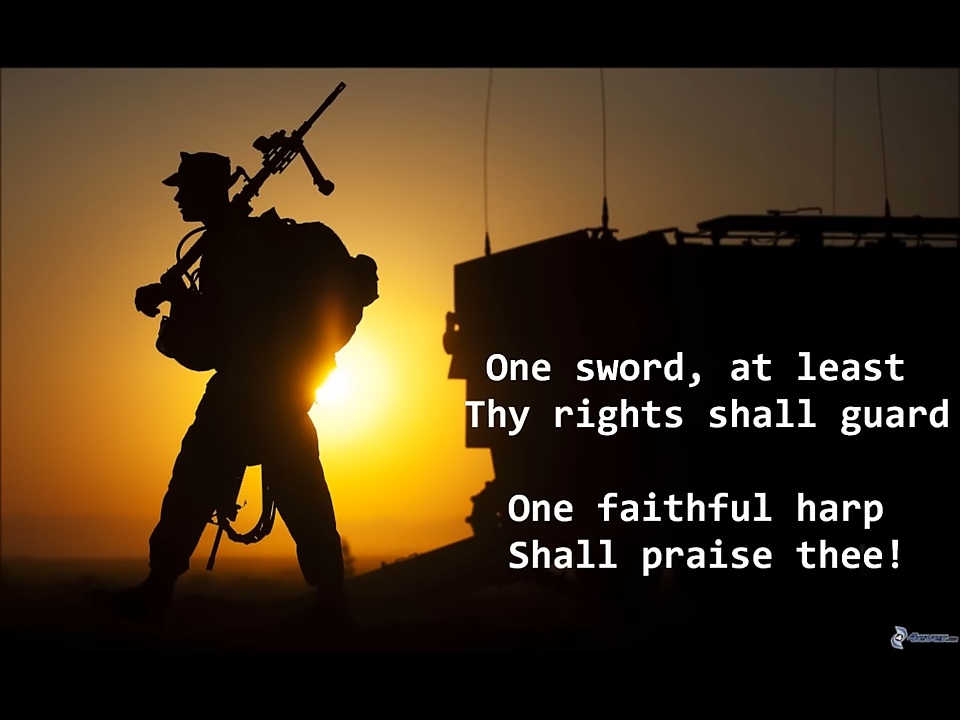 One sword, at least
Thy rights shall guard
One faithful harp
Shall praise thee!